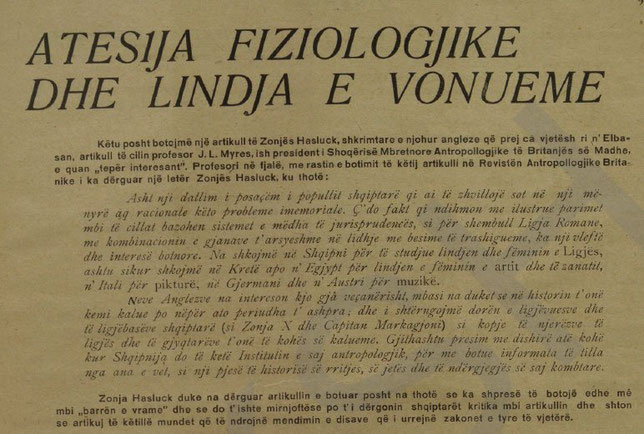 ATESIJA FIZIOLOGJIKE
DHE LINDJA E VONUEME
Këtu posht botojmë një artikull të Zonjës Hasluck, shkrimtare e njohur angleze që prej ca vjetësh ri n' Elba-
san, artikull të cilin profesor J. L. Myres, ish president i Shoqërisë Mbretnore Antropollogjike të Britanjës së Madhe,
e quan „tepër interesant”. Profesori në fjalë, me rastin e botimit të këtij artikulli në Revistën Antropologjike Brita-
nike i ka dërguar një letër Zonjës Hasluck, ku thotë:
Asht nji dallim i posaçëm i popullit shqiptarë qi ai të zhvillojë sot në nji më-
nyrë aq racionale këto probleme imemoriale. Ç'do fakt qi ndihmon me ilustrue parimet
mbi të cillat bazohen sistemet e mëdha të jurisprudencës, si për shembull Ligja Romane,
me kombinacionin e gjanave t'arsyeshme në lidhje me besime të trashigueme, ka nji vleftë
dhe interesë botnore. Na shkojmë në Shqipni për të studjue lindjen dhe fëminin e Ligjës,
ashtu sikur shkojmë në Kretë apo n'Egjypt për lindjen e fëminin e artit dhe të zanatit,
n'Itali për pikturë, në Gjermani dhe n'Austri për muzikë.
Neve Anglezve na intereson kjo gjâ veçanërisht, mbasi na duket se në historin t'onë
kemi kalue po nëpër ato periudha t'ashpra; dhe i shtërngojmë dorën e ligjëvuesve dhe
të ligjëbasëve shqiptarë (si Zonja X dhe Capitan Markagjoni) si kopje të njerëzve të
ligjës dhe të gjyqtarëve t'onë të kohës së kalueme. Gjithashtu presim me dishirë atë kohë
kur Shqipnija do të ketë Institutin e saj antropologjik, për me botue informata të tilla
nga ana e vet, si nji pjesë të historisë së rritjes, së jetës dhe të ndërgjegjës së saj kombtare.
Zonja Hasluck duke na dërguar artikullin e botuar posht na thotë se ka shpresë të botojë edhe më
mbi „barrën e vrame” dhe se do t'ishte mirnjoftëse po t'i dërgonin shqiptarët kritika mbi artikullin dhe shton
se artikuj të këtillë mundet që të ndrojnë mendimin e disave që i urrejnë zakonet e tyre të vjetërë.